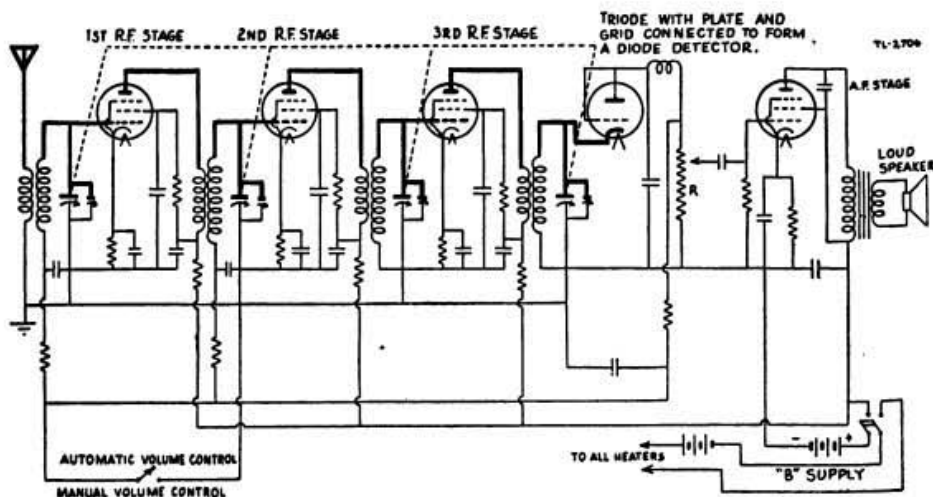 1ST R.F. STAGE
2ND R.F. STAGE
3RD R.F. STAGE
TRIODE WITH PLATE AND
GRID CONNECTED TO FORM
A DIODE DETECTOR.
TL-2704
A.F. STAGE
LOUD
SPEAKER
R
AUTOMATIC VOLUME CONTROL
MANUAL VOLUME CONTROL
TO ALL HEATERS
- +
"B" SUPPLY